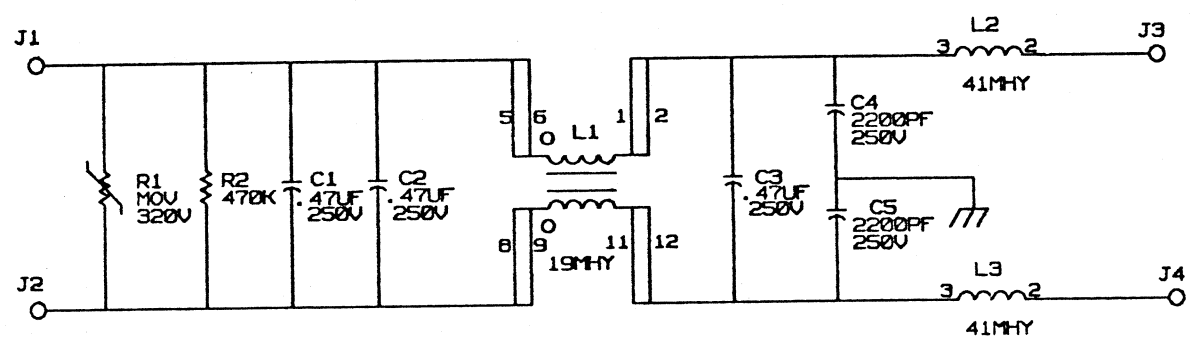 J1
J2
R1
MOV
320V
R2
470K
C1
.47UF
250V
C2
.47UF
250V
5
6
L1
1
2
8
9
11
12
19MHY
C3
.47UF
250V
C4
2200PF
250V
C5
2200PF
250V
L2
3
2
41MHY
J3
L3
3
2
41MHY
J4